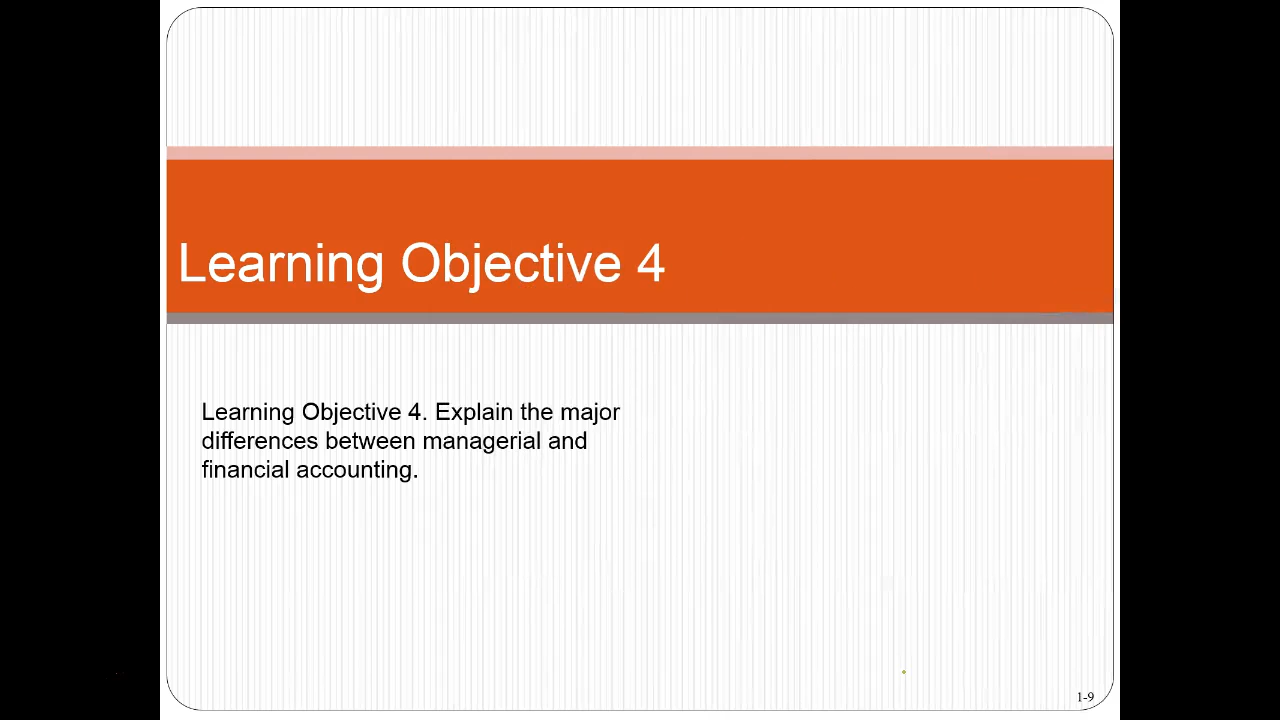 Learning Objective 4
Learning Objective 4. Explain the major
differences between managerial and
financial accounting.
1-9